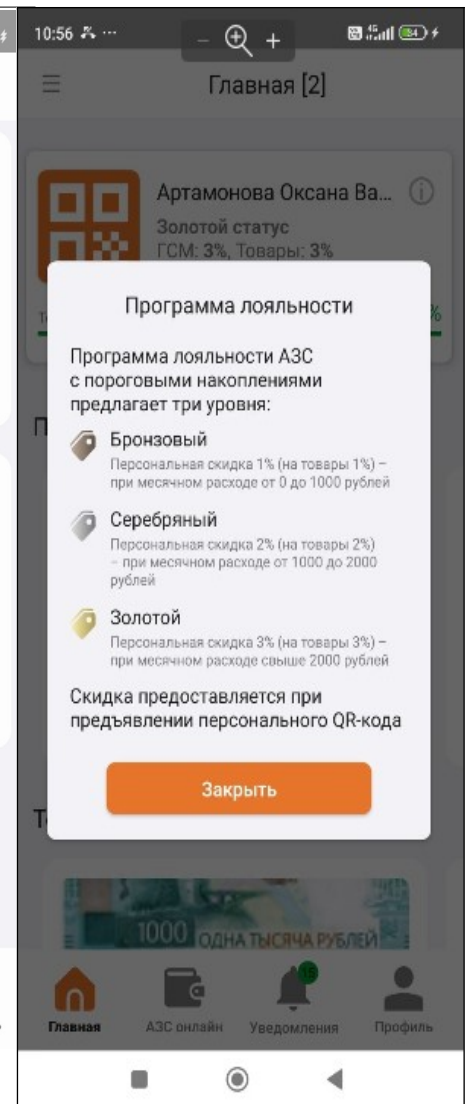 10:56
Главная [2]
Артамонова Оксана Ва...
Золотой статус
ГСМ: 3%, Товары: 3%
%
Программа лояльности
Программа лояльности АЗС
с пороговыми накоплениями
предлагает три уровня:
Бронзовый
Персональная скидка 1% (на товары 1%) –
при месячном расходе от 0 до 1000 рублей
Серебряный
Персональная скидка 2% (на товары 2%)
– при месячном расходе от 1000 до 2000
рублей
Золотой
Персональная скидка 3% (на товары 3%) –
при месячном расходе свыше 2000 рублей
Скидка предоставляется при
предъявлении персонального QR-кода
Закрыть
1000 ОДНА ТЫСЯЧА РУБЛЕЙ
15
Главная АЗС онлайн Уведомления Профиль